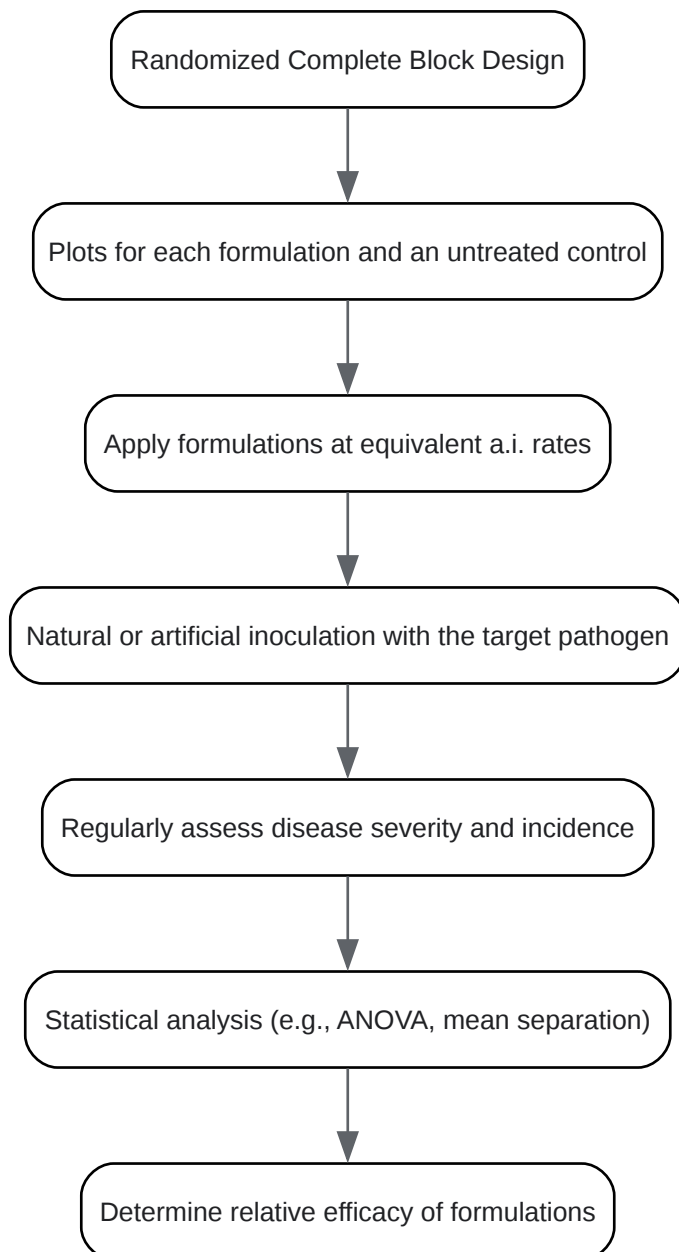 Randomized Complete Block Design
Plots for each formulation and an untreated control
Apply formulations at equivalent a.i. rates
Natural or artificial inoculation with the target pathogen
Regularly assess disease severity and incidence
Statistical analysis (e.g., ANOVA, mean separation)
Determine relative efficacy of formulations